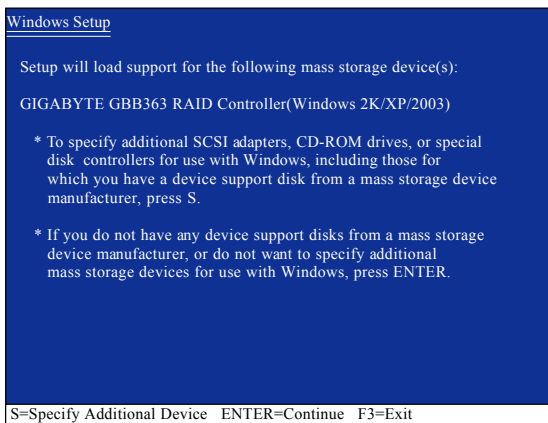 Windows Setup
Setup will load support for the following mass storage device(s):
GIGABYTE GBB363 RAID Controller(Windows 2K/XP/2003)
* To specify additional SCSI adapters, CD-ROM drives, or special
disk controllers for use with Windows, including those for
which you have a device support disk from a mass storage device
manufacturer, press S.
* If you do not have any device support disks from a mass storage
device manufacturer, or do not want to specify additional
mass storage devices for use with Windows, press ENTER.
S=Specify Additional Device ENTER=Continue F3=Exit